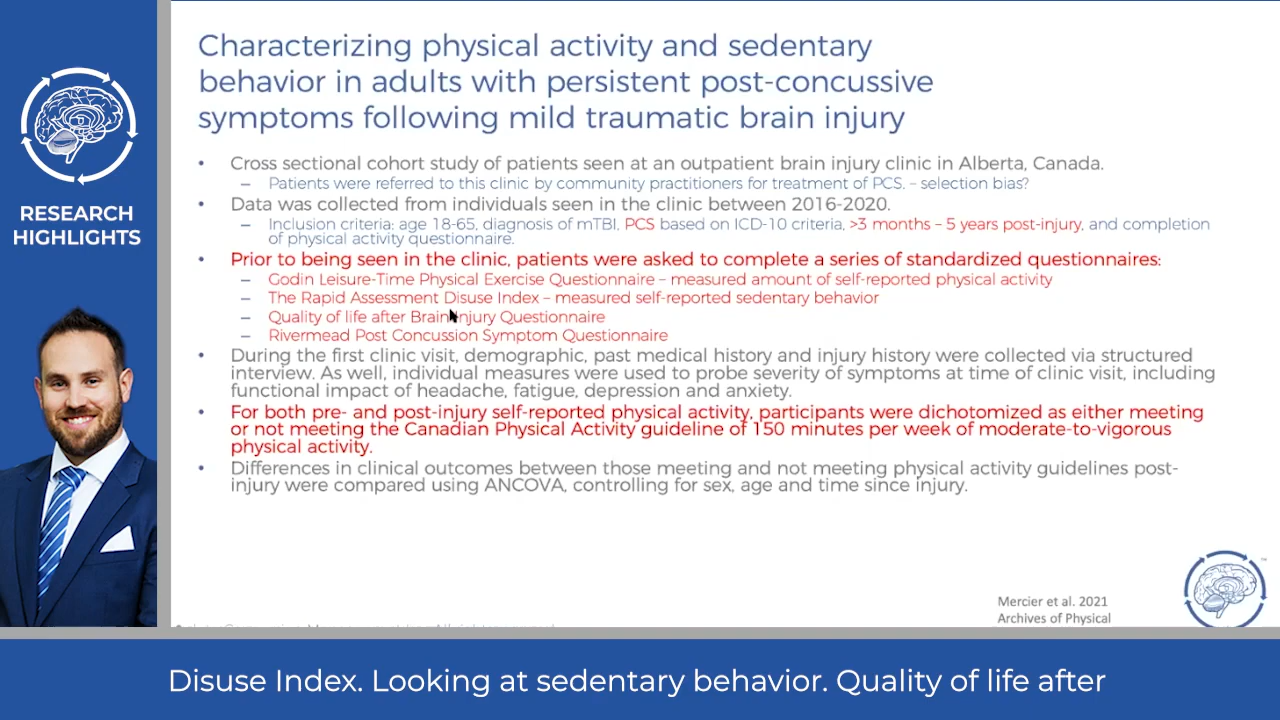 RESEARCH
HIGHLIGHTS
Characterizing physical activity and sedentary
behavior in adults with persistent post-concussive
symptoms following mild traumatic brain injury
• Cross sectional cohort study of patients seen at an outpatient brain injury clinic in Alberta, Canada.
– Patients were referred to this clinic by community practitioners for treatment of PCS, – selection bias?
• Data was collected from individuals seen in the clinic between 2016-2020.
– Inclusion criteria: age 18-65, diagnosis of mTBI, PCS based on ICD-10 criteria, >3 months – 5 years post-injury, and completion
of physical activity questionnaire.
• Prior to being seen in the clinic, patients were asked to complete a series of standardized questionnaires:
– Godin Leisure-Time Physical Exercise Questionnaire – measured amount of self-reported physical activity
– The Rapid Assessment Disuse Index – measured self-reported sedentary behavior
– Quality of life after Brain Injury Questionnaire
– Rivermead Post Concussion Symptom Questionnaire
• During the first clinic visit, demographic, past medical history and injury history were collected via structured
interview. As well, individual measures were used to probe severity of symptoms at time of clinic visit, including
functional impact of headache, fatigue, depression and anxiety.
• For both pre- and post-injury self-reported physical activity, participants were dichotomized as either meeting
or not meeting the Canadian Physical Activity guideline of 150 minutes per week of moderate-to-vigorous
physical activity.
• Differences in clinical outcomes between those meeting and not meeting physical activity guidelines post-
injury were compared using ANCOVA, controlling for sex, age and time since injury.
Mercier et al. 2021
Archives of Physical
Disuse Index. Looking at sedentary behavior. Quality of life after